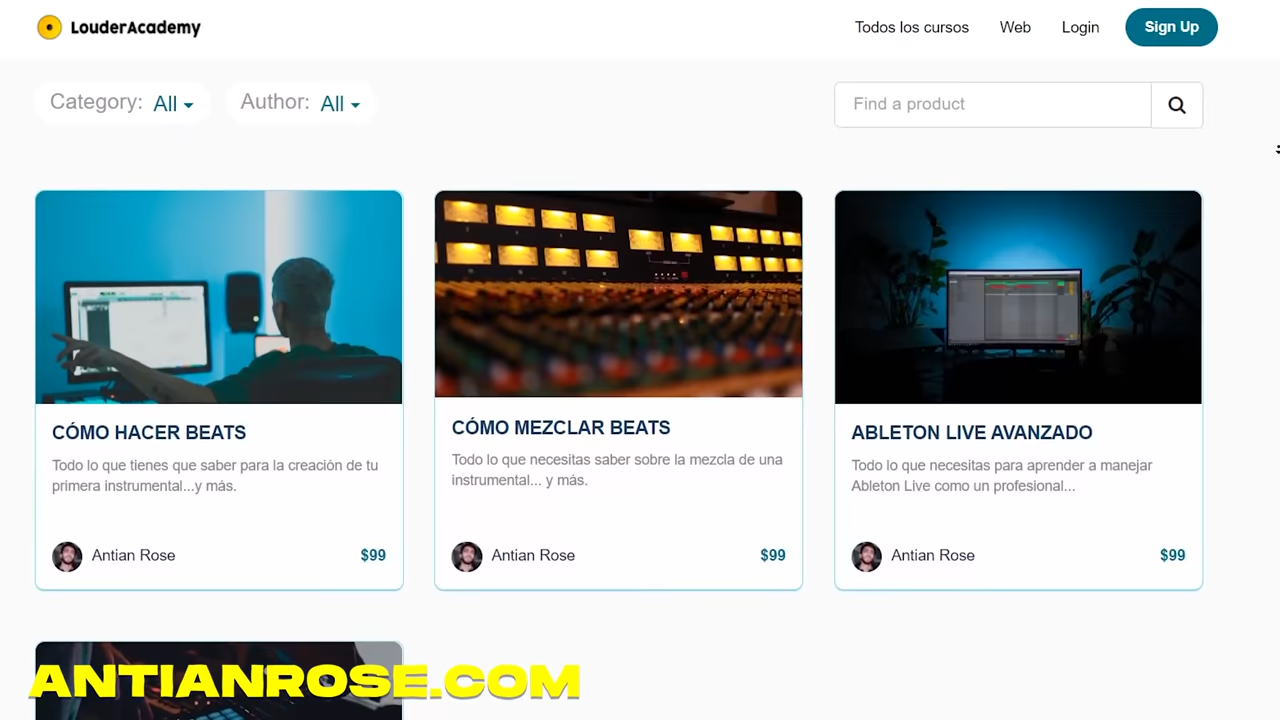 LouderAcademy
Todos los cursos
Web
Login
Sign Up
Category: All
Author: All
Find a product
CÓMO HACER BEATS
Todo lo que tienes que saber para la creación de tu
primera instrumental...y más.
Antian Rose
$99
CÓMO MEZCLAR BEATS
Todo lo que necesitas saber sobre la mezcla de una
instrumental... y más.
Antian Rose
$99
ABLETON LIVE AVANZADO
Todo lo que necesitas para aprender a manejar
Ableton Live como un profesional...
Antian Rose
$99
ANTIANROSE.COM